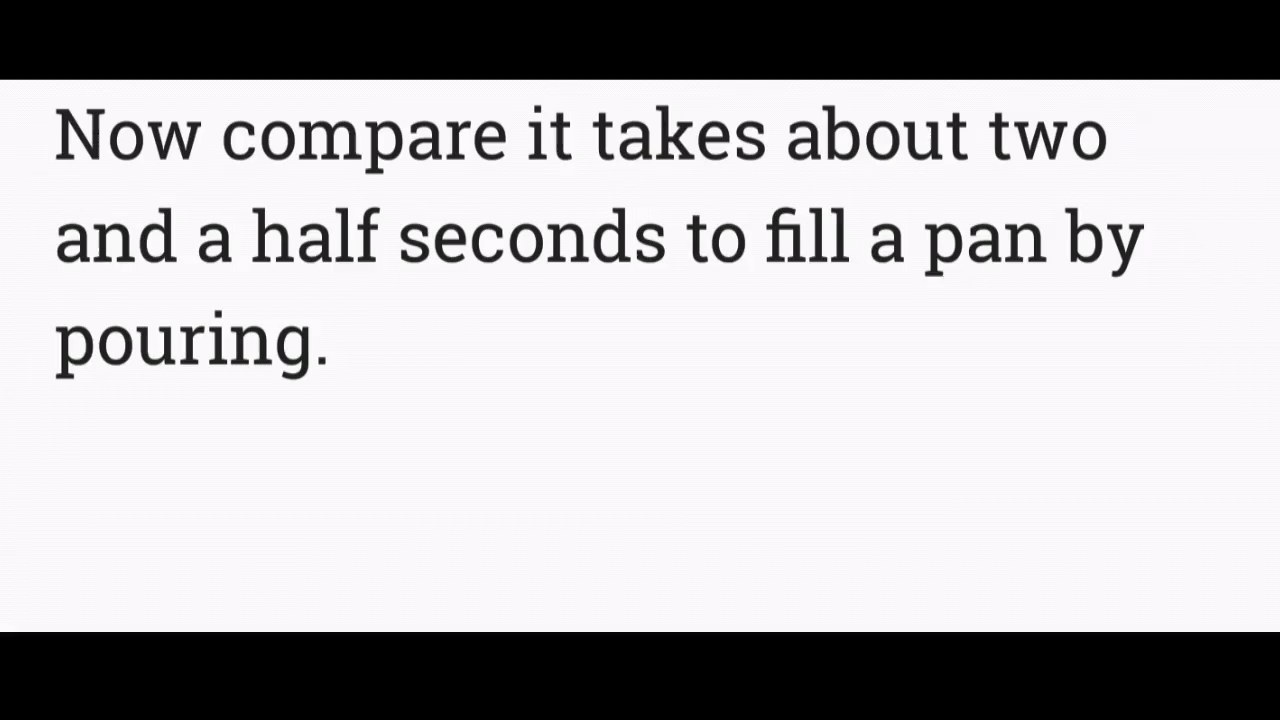 Now compare it takes about two
and a half seconds to fill a pan by
pouring.